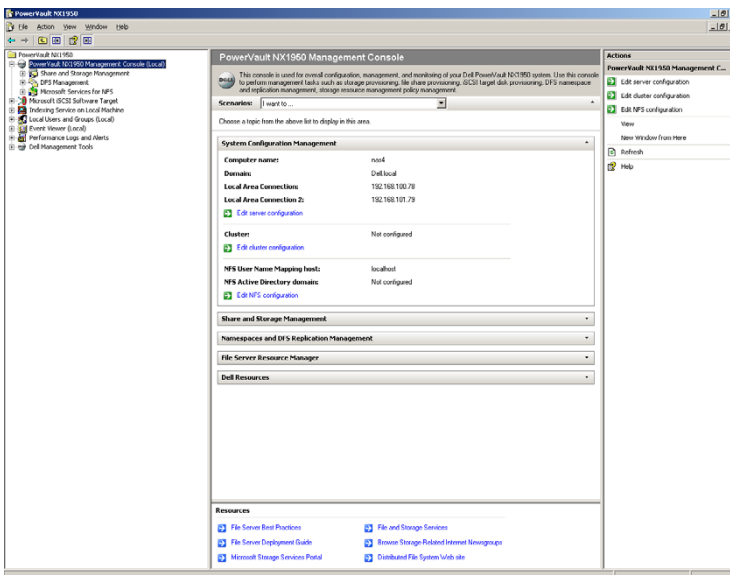 PowerVault NX1950
File Action View Window Help
PowerVault NX1950
PowerVault NX1950 Management Console (Local)
Share and Storage Management
DFS Management
Microsoft Services for NFS
Microsoft iSCSI Software Target
Indexing Service on Local Machine
Local Users and Groups (Local)
Event Viewer (Local)
Performance Logs and Alerts
Dell Management Tools
PowerVault NX1950 Management Console
DELL
This console is used for overall configuration, management, and monitoring of your Dell PowerVault NX1950 system. Use this console
to perform management tasks such as storage provisioning, file share provisioning, iSCSI target disk provisioning, DFS namespace
and replication management, storage resource management policy management.
Scenarios: I want to ...
Choose a topic from the above list to display in this area.
System Configuration Management
Computer name:
Domain: Dell.local
Local Area Connection: 192.168.100.78
Local Area Connection 2: 192.168.101.79
Edit server configuration
Cluster: Not configured
Edit cluster configuration
NFS User Name Mapping host: localhost
NFS Active Directory domain: Not configured
Edit NFS configuration
Share and Storage Management
Namespaces and DFS Replication Management
File Server Resource Manager
Dell Resources
Resources
File Server Best Practices File and Storage Services
File Server Deployment Guide Browse Storage-Related Internet Newsgroups
Microsoft Storage Services Portal Distributed File System Web site
Actions
PowerVault NX1950 Management C...
Edit server configuration
Edit cluster configuration
Edit NFS configuration
View
New Window from Here
Refresh
Help